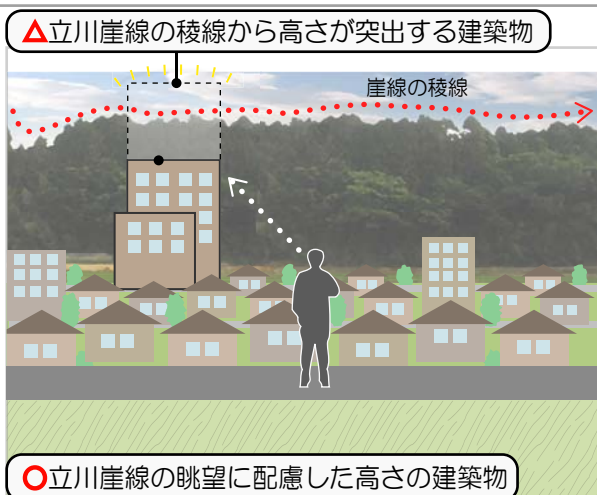 △立川崖線の稜線から高さが突出する建築物
崖線の稜線
○立川崖線の眺望に配慮した高さの建築物